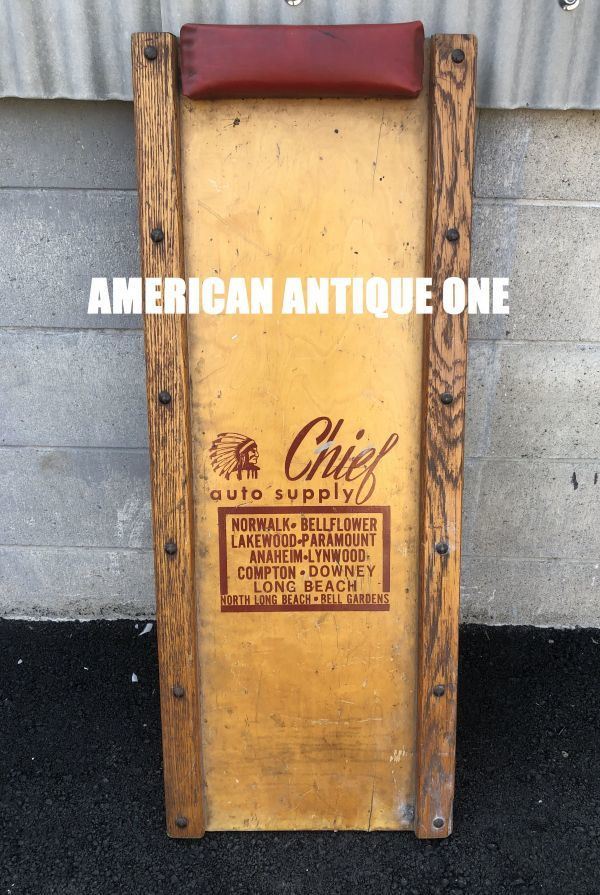 AMERICAN ANTIQUE ONE
Chief
auto supply
NORWALK • BELLFLOWER
LAKEWOOD • PARAMOUNT
ANAHEIM • LYNWOOD
COMPTON • DOWNEY
LONG BEACH
NORTH LONG BEACH • BELL GARDENS